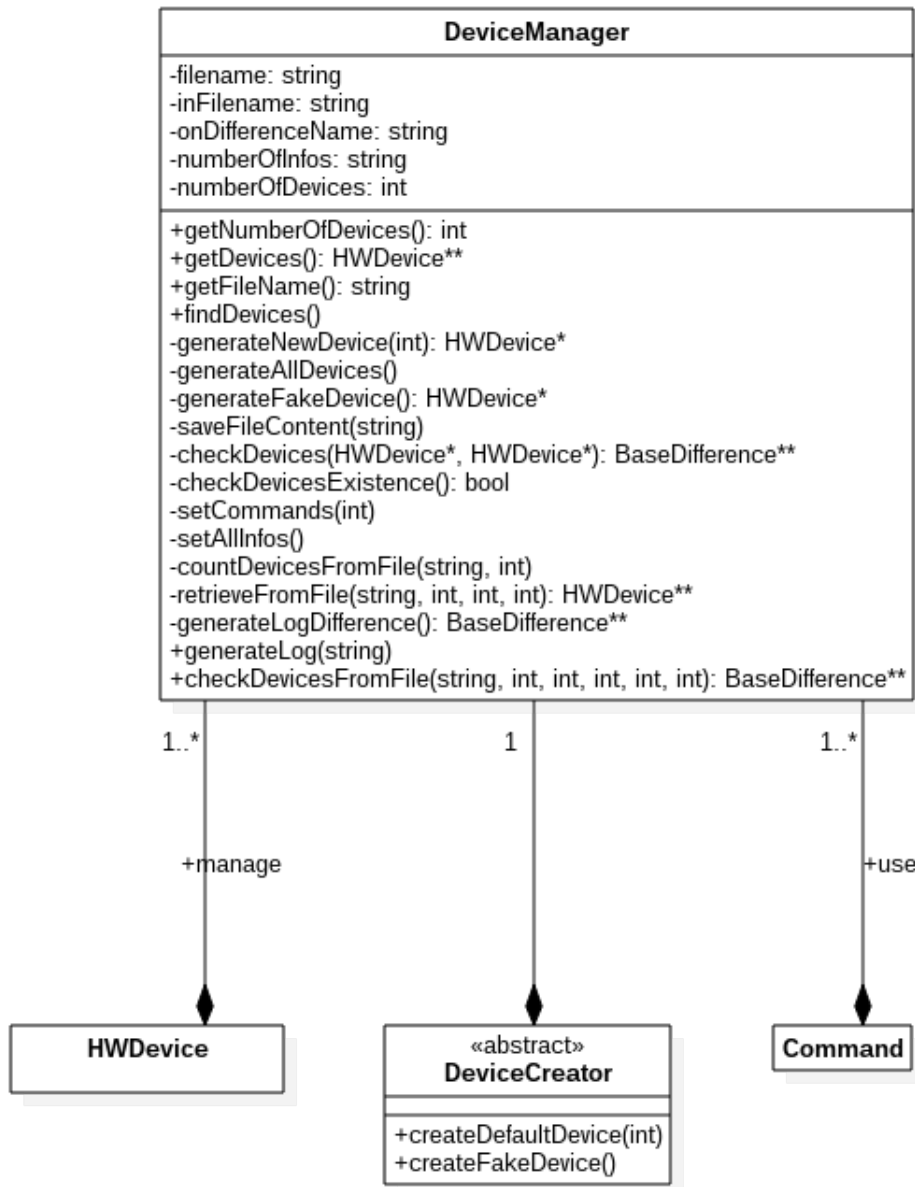 DeviceManager
-filename: string
-inFilename: string
-onDifferenceName: string
-numberOfInfos: string
-numberOfDevices: int
+getNumberOfDevices(): int
+getDevices(): HWDevice**
+getFileName(): string
+findDevices()
-generateNewDevice(int): HWDevice*
-generateAllDevices()
-generateFakeDevice(): HWDevice*
-saveFileContent(string)
-checkDevices(HWDevice*, HWDevice*): BaseDifference**
-checkDevicesExistence(): bool
-setCommands(int)
-setAllInfos()
-countDevicesFromFile(string, int)
-retrieveFromFile(string, int, int, int): HWDevice**
-generateLogDifference(): BaseDifference**
+generateLog(string)
+checkDevicesFromFile(string, int, int, int, int, int): BaseDifference**
1..* 1 1..*
+manage +use
HWDevice
«abstract»
DeviceCreator
+createDefaultDevice(int)
+createFakeDevice()
Command